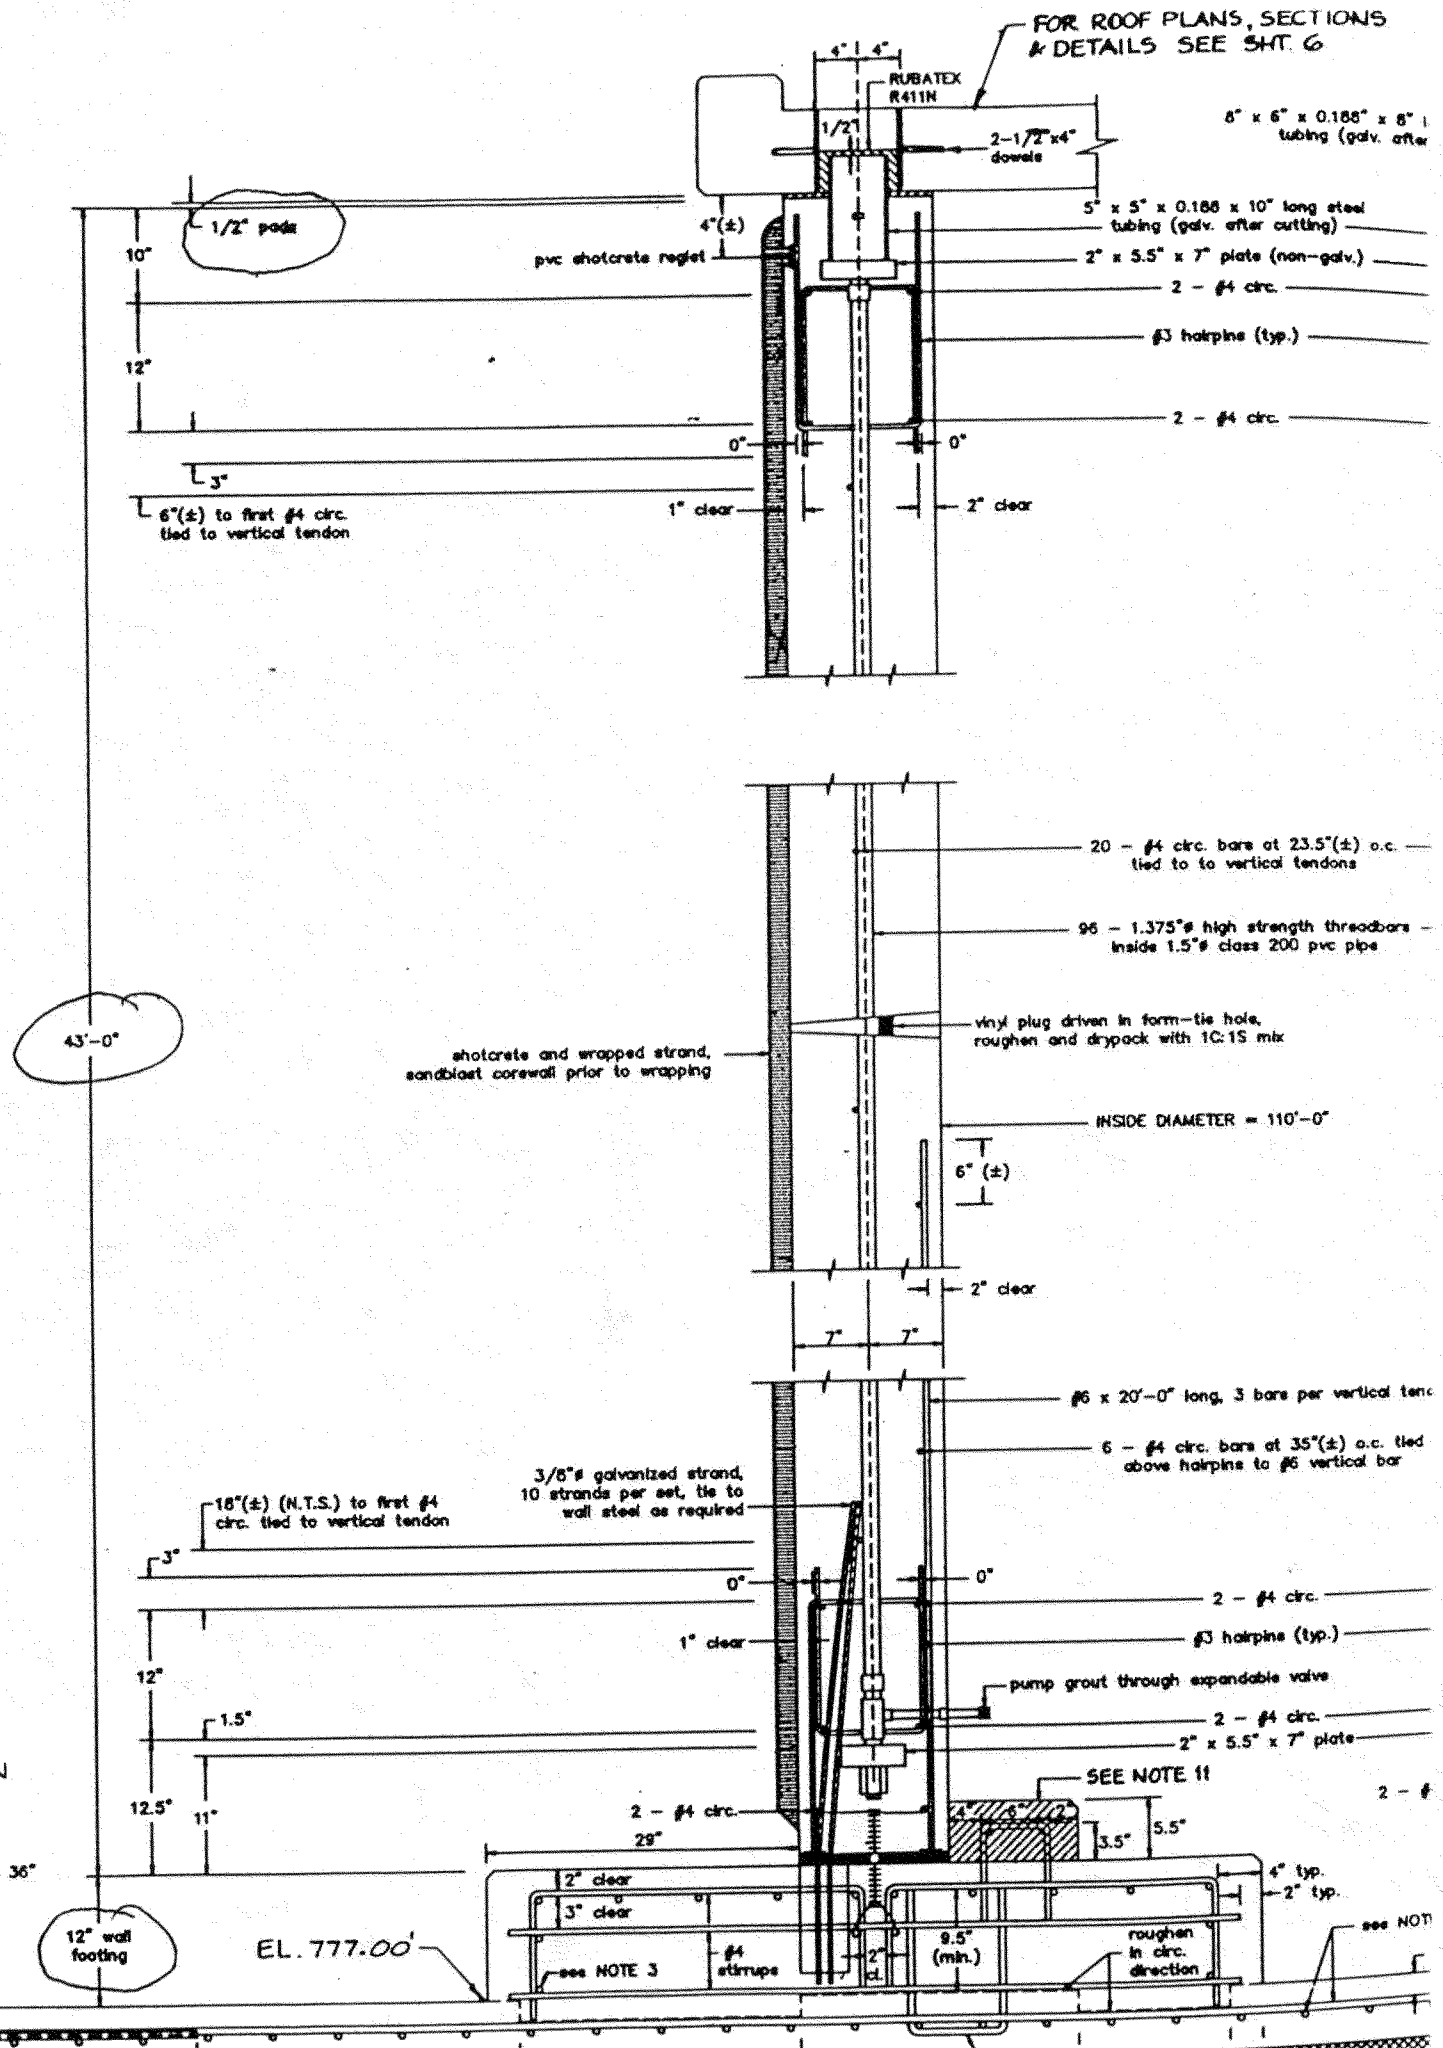 FOR ROOF PLANS, SECTIONS
& DETAILS SEE SHT. 6
4" 4"
RUBATEX
R411N
8" x 6" x 0.188" x 8"
tubing (galv. after
1/2"
2-1/2"x4"
dowels
1/2" pads
5" x 5" x 0.188 x 10" long steel
tubing (galv. after cutting)
4"(±)
10"
pvc shotcrete reglet
2" x 5.5" x 7" plate (non-galv.)
2 - #4 circ.
#3 hairpins (typ.)
12"
2 - #4 circ.
0"
0"
3"
1" clear
2" clear
6"(±) to first #4 circ.
tied to vertical tendon
20 - #4 circ. bars at 23.5"(±) o.c.
tied to to vertical tendons
96 - 1.375"ø high strength threadbars
inside 1.5"ø class 200 pvc pipe
43'-0"
vinyl plug driven in form-tie hole,
roughen and drypack with 1C:1S mix
shotcrete and wrapped strand,
sandblast corewall prior to wrapping
INSIDE DIAMETER = 110'-0"
6" (±)
2" clear
7" 7"
#6 x 20'-0" long, 3 bars per vertical
6 - #4 circ. bars at 35"(±) o.c. tied
above hairpins to #6 vertical bar
3/8"ø galvanized strand,
10 strands per set, tie to
wall steel as required
18"(±) (N.T.S.) to first #4
circ. tied to vertical tendon
3"
0"
0"
2 - #4 circ.
1" clear
#3 hairpins (typ.)
12"
pump grout through expandable valve
1.5"
2 - #4 circ.
2" x 5.5" x 7" plate
SEE NOTE 11
12.5"
11"
2 - #4 circ.
4" 6" 2"
2 - #
29"
3.5"
5.5"
36"
2" clear
4" typ.
2" typ.
3" clear
12" wall
footing
EL. 777.00'
see NOTE 3
#4
stirrups
2"
cl.
9.5"
(min.)
roughen
in circ.
direction
see